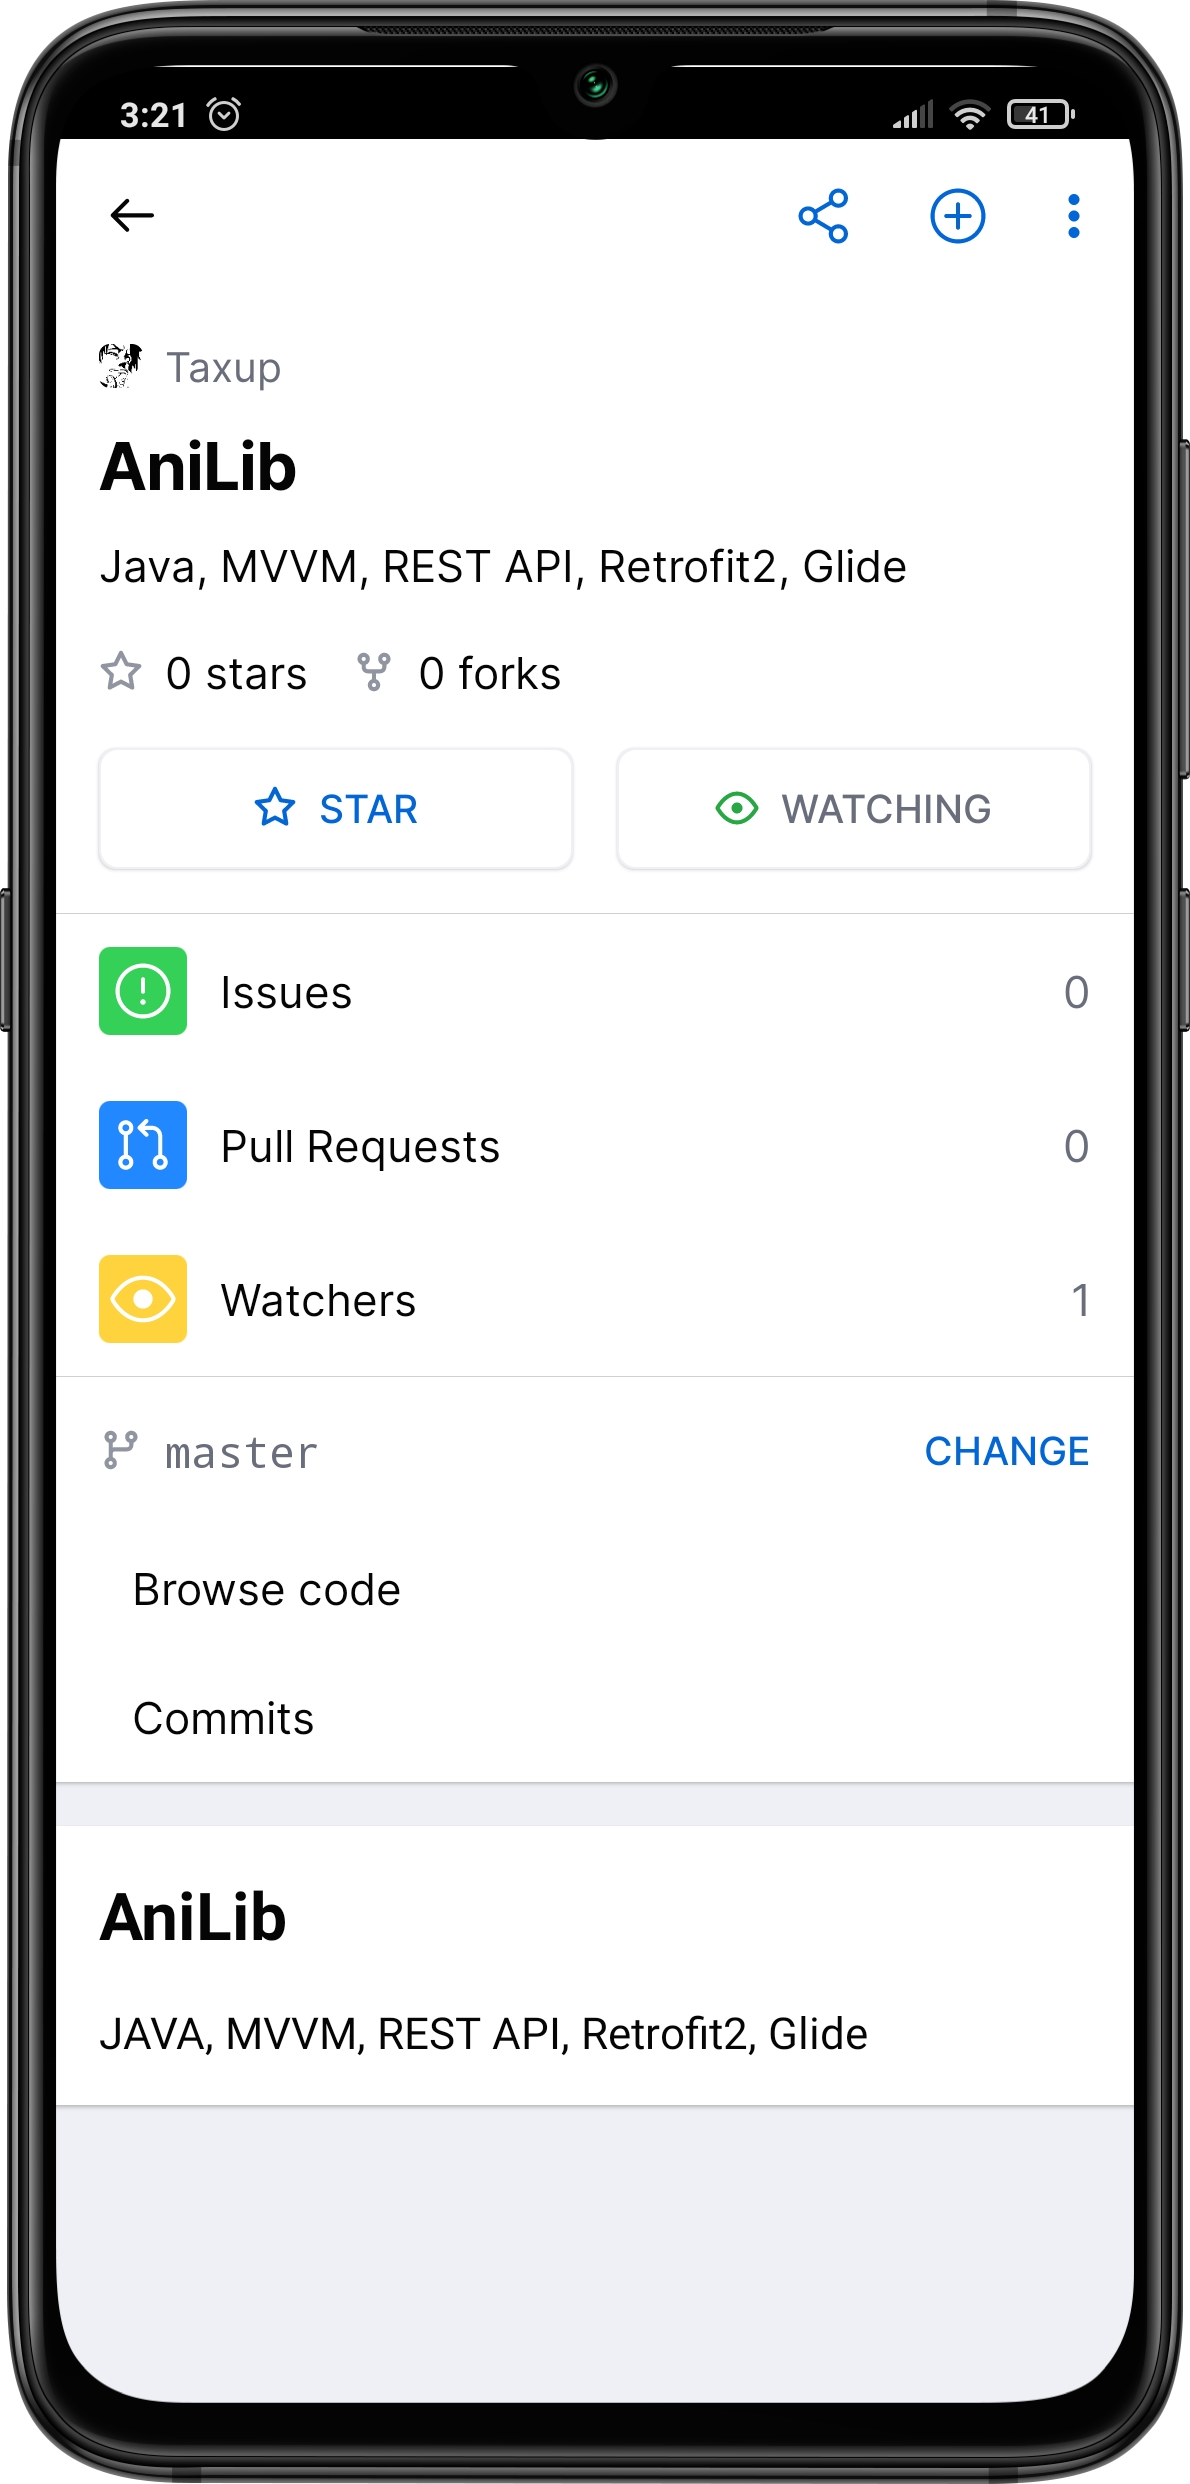 3:21
41
Taxup
AniLib
Java, MVVM, REST API, Retrofit2, Glide
0 stars 0 forks
STAR WATCHING
Issues 0
Pull Requests 0
Watchers 1
master CHANGE
Browse code
Commits
AniLib
JAVA, MVVM, REST API, Retrofit2, Glide